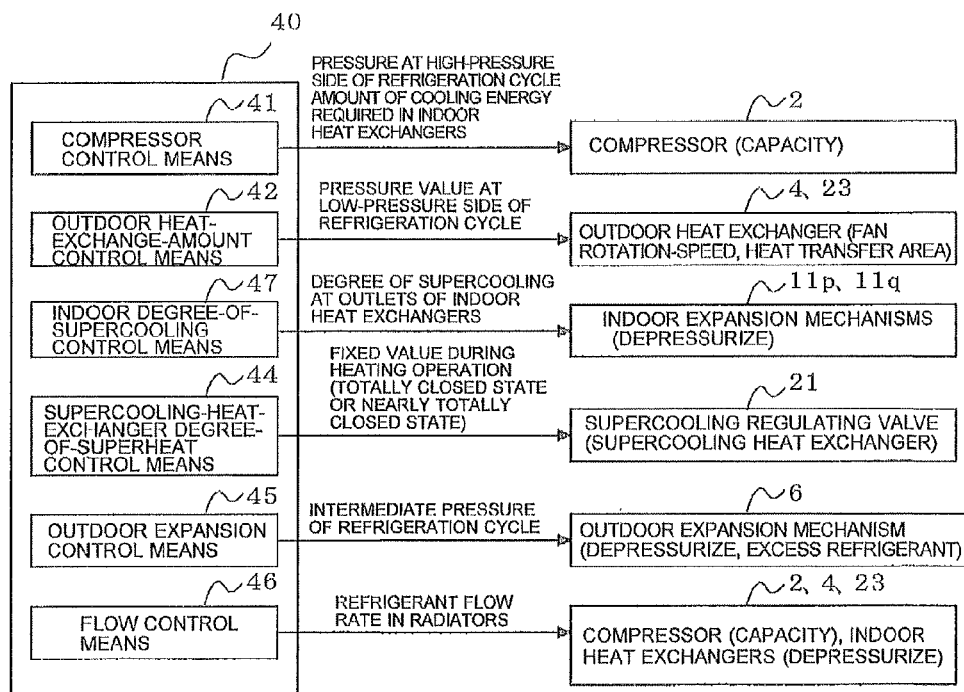 40
41
COMPRESSOR
CONTROL MEANS
PRESSURE AT HIGH-PRESSURE
SIDE OF REFRIGERATION CYCLE
AMOUNT OF COOLING ENERGY
REQUIRED IN INDOOR
HEAT EXCHANGERS
2
COMPRESSOR (CAPACITY)
42
OUTDOOR HEAT-
EXCHANGE-AMOUNT
CONTROL MEANS
PRESSURE VALUE AT
LOW-PRESSURE SIDE OF
REFRIGERATION CYCLE
4、23
OUTDOOR HEAT EXCHANGER (FAN
ROTATION-SPEED, HEAT TRANSFER AREA)
47
INDOOR DEGREE-OF-
SUPERCOOLING
CONTROL MEANS
DEGREE OF SUPERCOOLING
AT OUTLETS OF INDOOR
HEAT EXCHANGERS
11p, 11q
INDOOR EXPANSION MECHANISMS
(DEPRESSURIZE)
44
SUPERCOOLING-HEAT-
EXCHANGER DEGREE-
OF-SUPERHEAT
CONTROL MEANS
FIXED VALUE DURING
HEATING OPERATION
(TOTALLY CLOSED STATE
OR NEARLY TOTALLY
CLOSED STATE)
21
SUPERCOOLING REGULATING VALVE
(SUPERCOOLING HEAT EXCHANGER)
45
OUTDOOR EXPANSION
CONTROL MEANS
INTERMEDIATE PRESSURE
OF REFRIGERATION CYCLE
6
OUTDOOR EXPANSION MECHANISM
(DEPRESSURIZE, EXCESS REFRIGERANT)
46
FLOW CONTROL
MEANS
REFRIGERANT FLOW
RATE IN RADIATORS
2、4、23
COMPRESSOR (CAPACITY), INDOOR
HEAT EXCHANGERS (DEPRESSURIZE)